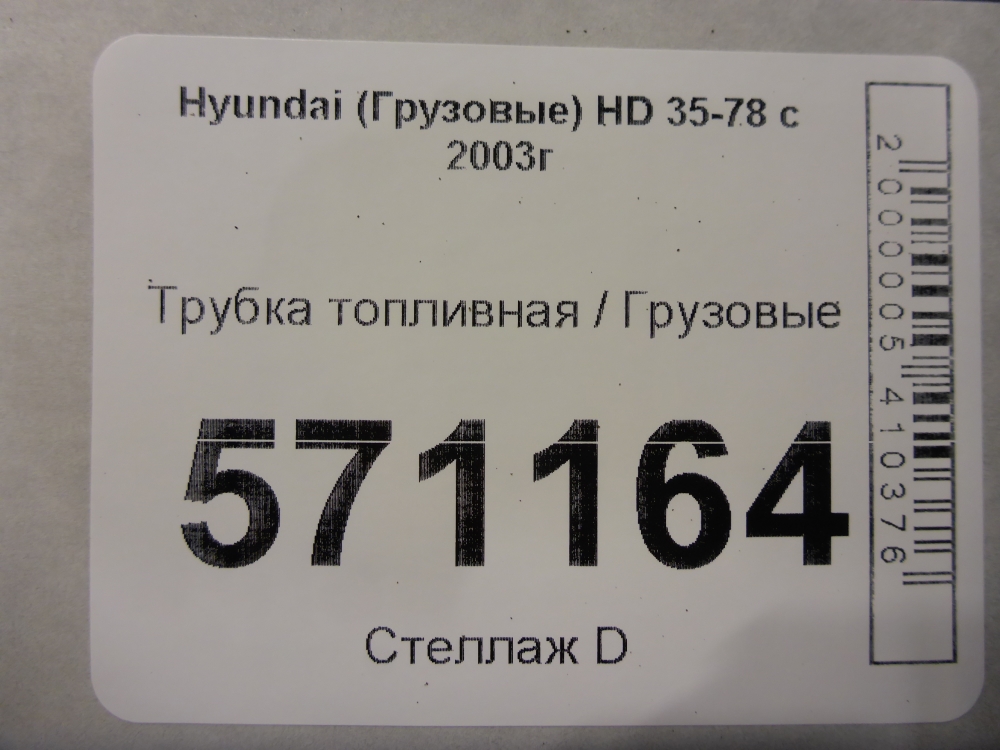 Hyundai (Грузовые) HD 35-78 с
2003г
Трубка топливная / Грузовые
571164
Стеллаж D
2000005410376